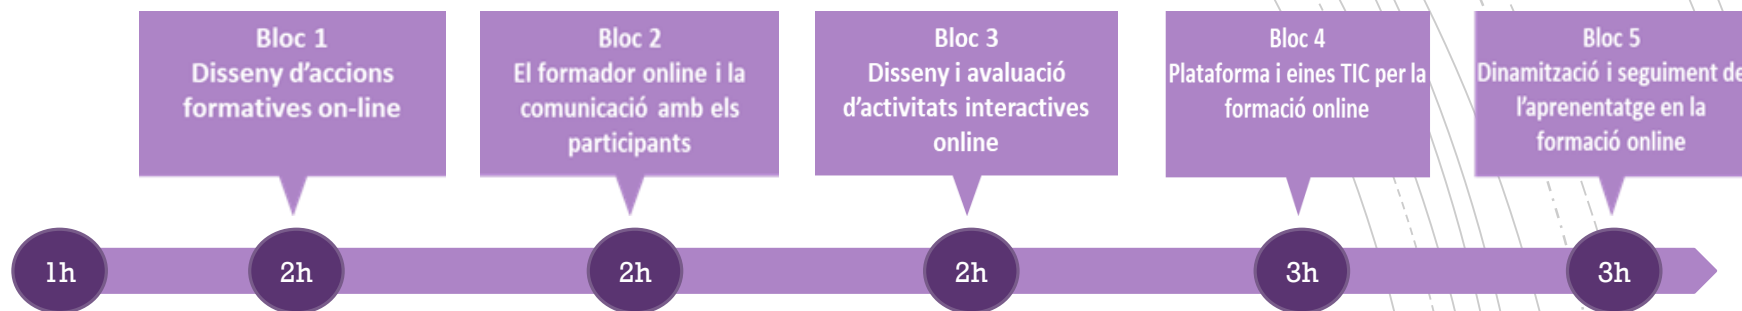 Bloc 1
Disseny d'accions
formatives on-line
Bloc 2
El formador online i la
comunicació amb els
participants
Bloc 3
Disseny i avaluació
d'activitats interactives
online
Bloc 4
Plataforma i eines TIC per la
formació online
Bloc 5
Dinamització i seguiment de
l'aprenentatge en la
formació online
1h
2h
2h
2h
3h
3h